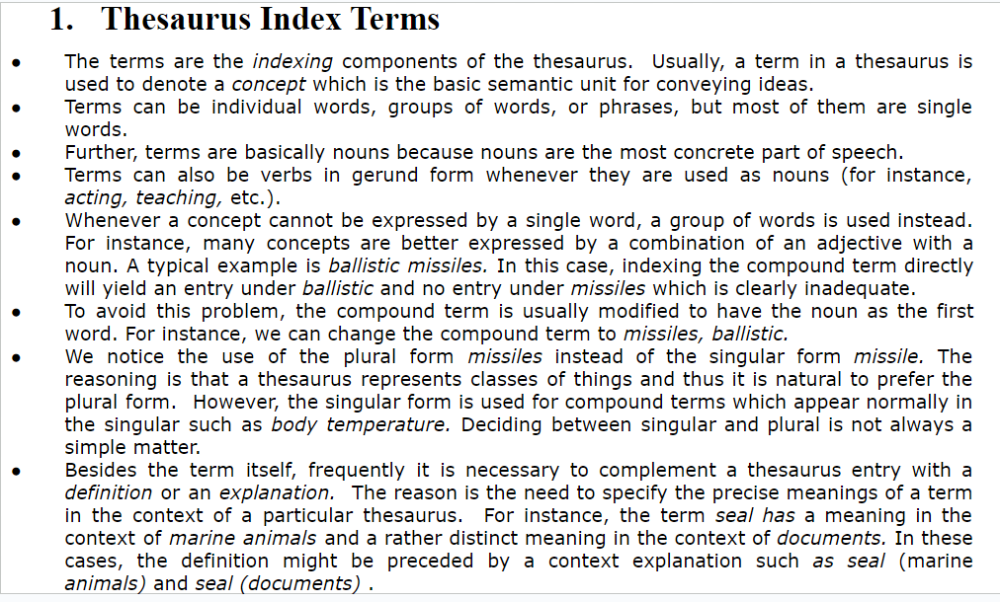 1. Thesaurus Index Terms
● The terms are the indexing components of the thesaurus. Usually, a term in a thesaurus is
used to denote a concept which is the basic semantic unit for conveying ideas.
● Terms can be individual words, groups of words, or phrases, but most of them are single
words.
● Further, terms are basically nouns because nouns are the most concrete part of speech.
● Terms can also be verbs in gerund form whenever they are used as nouns (for instance,
acting, teaching, etc.).
● Whenever a concept cannot be expressed by a single word, a group of words is used instead.
For instance, many concepts are better expressed by a combination of an adjective with a
noun. A typical example is ballistic missiles. In this case, indexing the compound term directly
will yield an entry under ballistic and no entry under missiles which is clearly inadequate.
● To avoid this problem, the compound term is usually modified to have the noun as the first
word. For instance, we can change the compound term to missiles, ballistic.
● We notice the use of the plural form missiles instead of the singular form missile. The
reasoning is that a thesaurus represents classes of things and thus it is natural to prefer the
plural form. However, the singular form is used for compound terms which appear normally in
the singular such as body temperature. Deciding between singular and plural is not always a
simple matter.
● Besides the term itself, frequently it is necessary to complement a thesaurus entry with a
definition or an explanation. The reason is the need to specify the precise meanings of a term
in the context of a particular thesaurus. For instance, the term seal has a meaning in the
context of marine animals and a rather distinct meaning in the context of documents. In these
cases, the definition might be preceded by a context explanation such as seal (marine
animals) and seal (documents) .